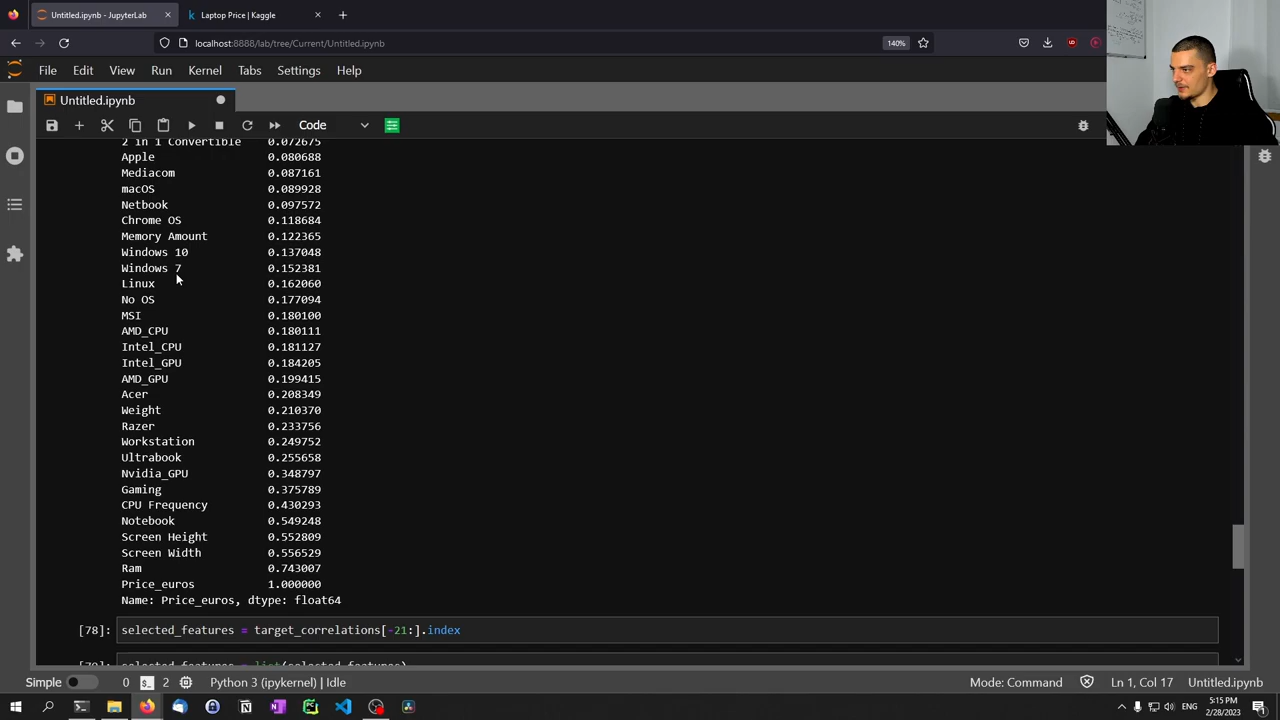 Untitled.ipynb - JupyterLab
Laptop Price | Kaggle
localhost:8888/lab/tree/Current/Untitled.ipynb
140%
File Edit View Run Kernel Tabs Settings Help
Untitled.ipynb
Code
2 in 1 Convertible 0.072675
Apple 0.080688
Mediacom 0.087161
macOS 0.089928
Netbook 0.097572
Chrome OS 0.118684
Memory Amount 0.122365
Windows 10 0.137048
Windows 7 0.152381
Linux 0.162060
No OS 0.177094
MSI 0.180100
AMD_CPU 0.180111
Intel_CPU 0.181127
Intel_GPU 0.184205
AMD_GPU 0.199415
Acer 0.208349
Weight 0.210370
Razer 0.233756
Workstation 0.249752
Ultrabook 0.255658
Nvidia_GPU 0.348797
Gaming 0.375789
CPU Frequency 0.430293
Notebook 0.549248
Screen Height 0.552809
Screen Width 0.556529
Ram 0.743007
Price_euros 1.000000
Name: Price_euros, dtype: float64
[78]: selected_features = target_correlations[-21:].index
[79]: selected_features = list(selected_features)
Simple 0 2 Python 3 (ipykernel) | Idle Mode: Command Ln 1, Col 17 Untitled.ipynb
ENG 5:15 PM
2/28/2023